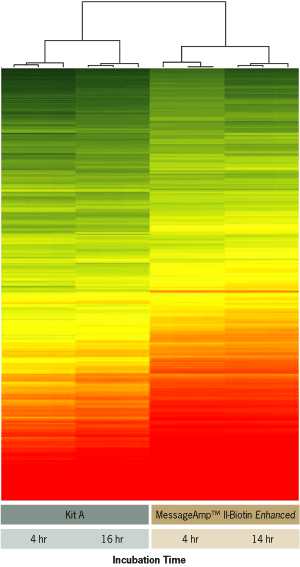 Kit A MessageAmp™ II-Biotin Enhanced
4 hr 16 hr 4 hr 14 hr
Incubation Time